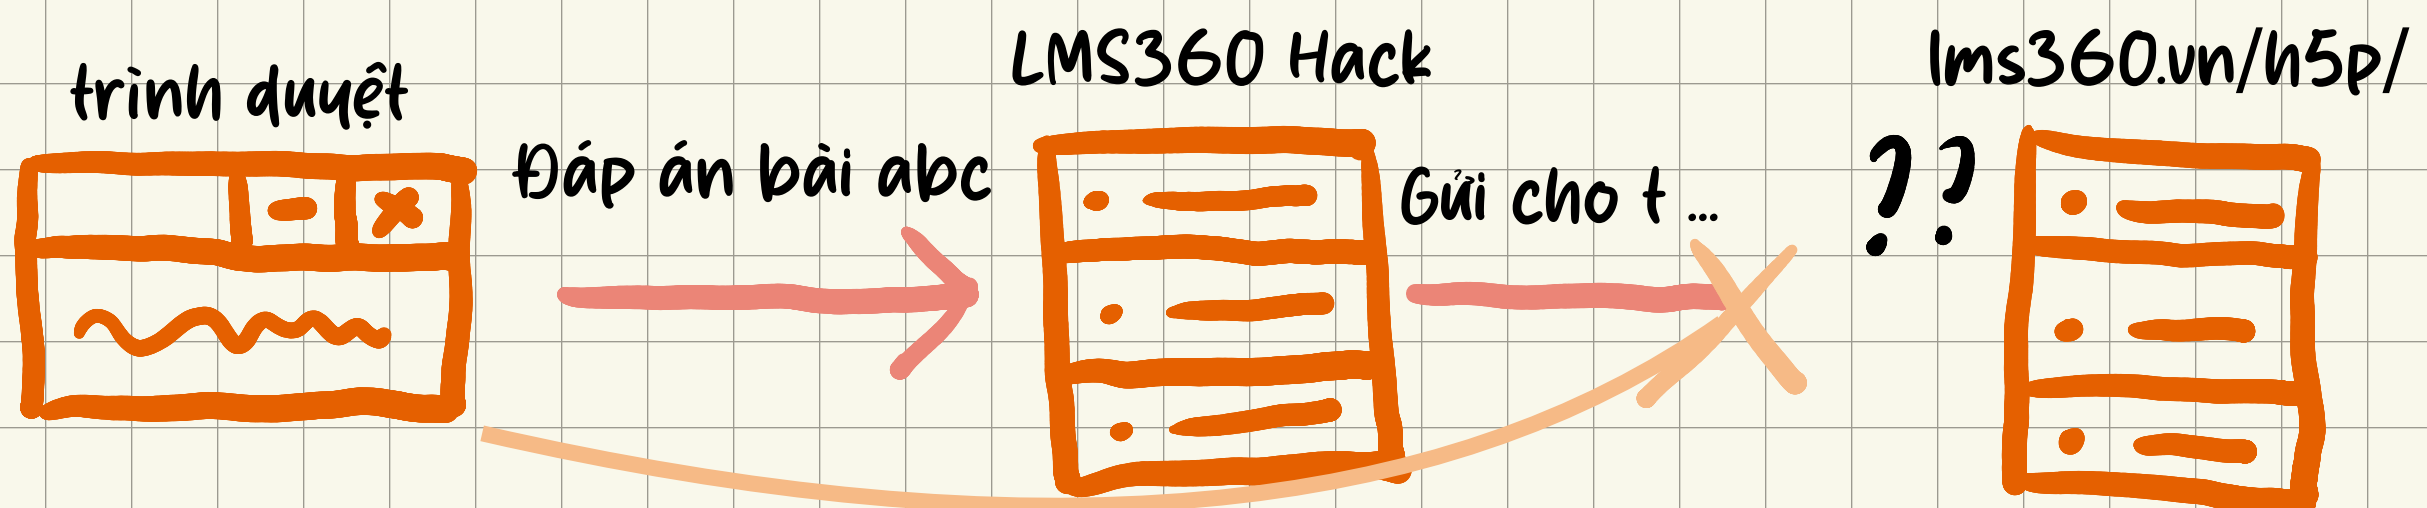 trình duyệt
Đáp án bài abc
LMS360 Hack
Gửi cho t ...
??
lms360.vn/h5p/